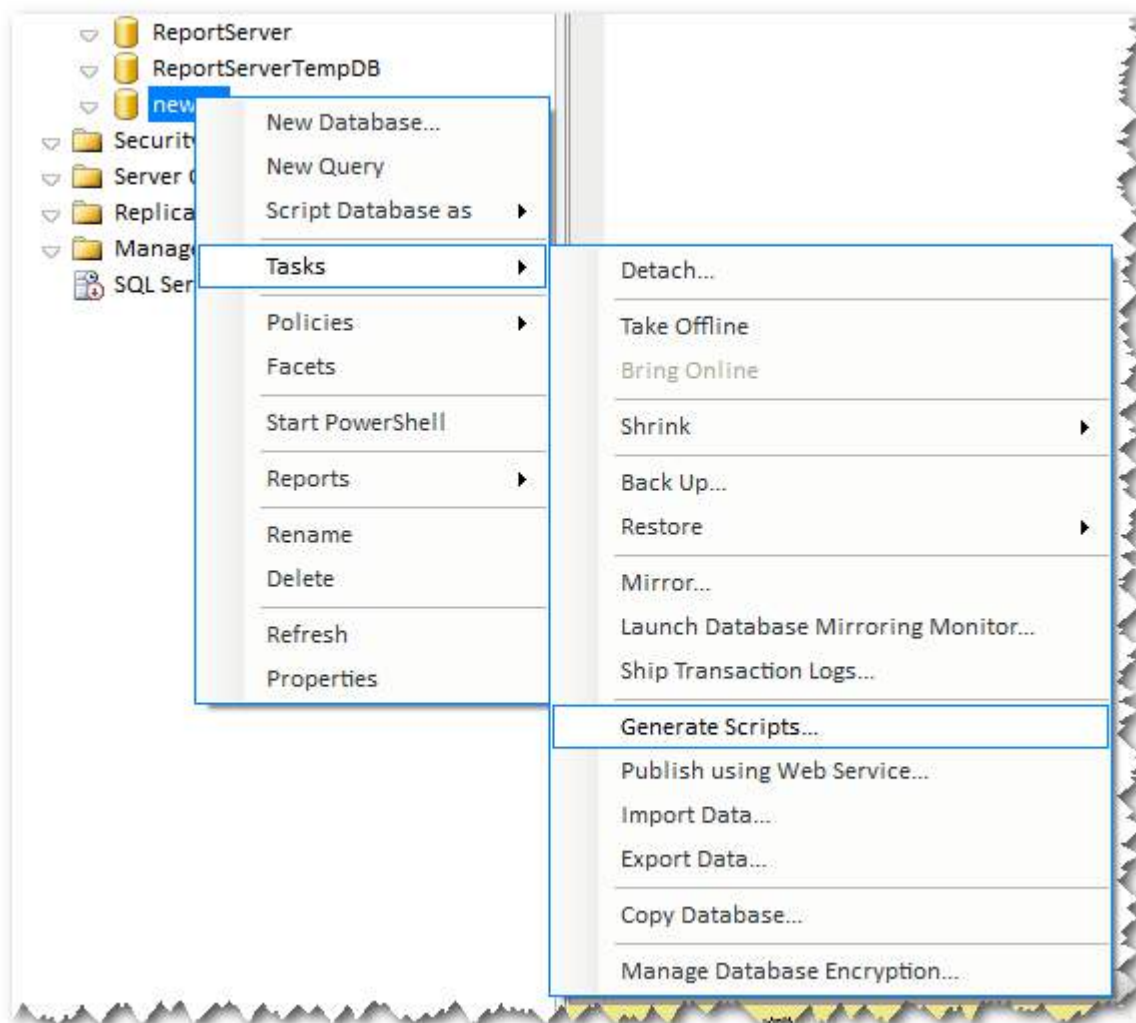 ReportServer
ReportServerTempDB
new
Security
Server
Replica
Manage
SQL Ser
New Database...
New Query
Script Database as
Tasks
Policies
Facets
Start PowerShell
Reports
Rename
Delete
Refresh
Properties
Detach...
Take Offline
Bring Online
Shrink
Back Up...
Restore
Mirror...
Launch Database Mirroring Monitor...
Ship Transaction Logs...
Generate Scripts...
Publish using Web Service...
Import Data...
Export Data...
Copy Database...
Manage Database Encryption...